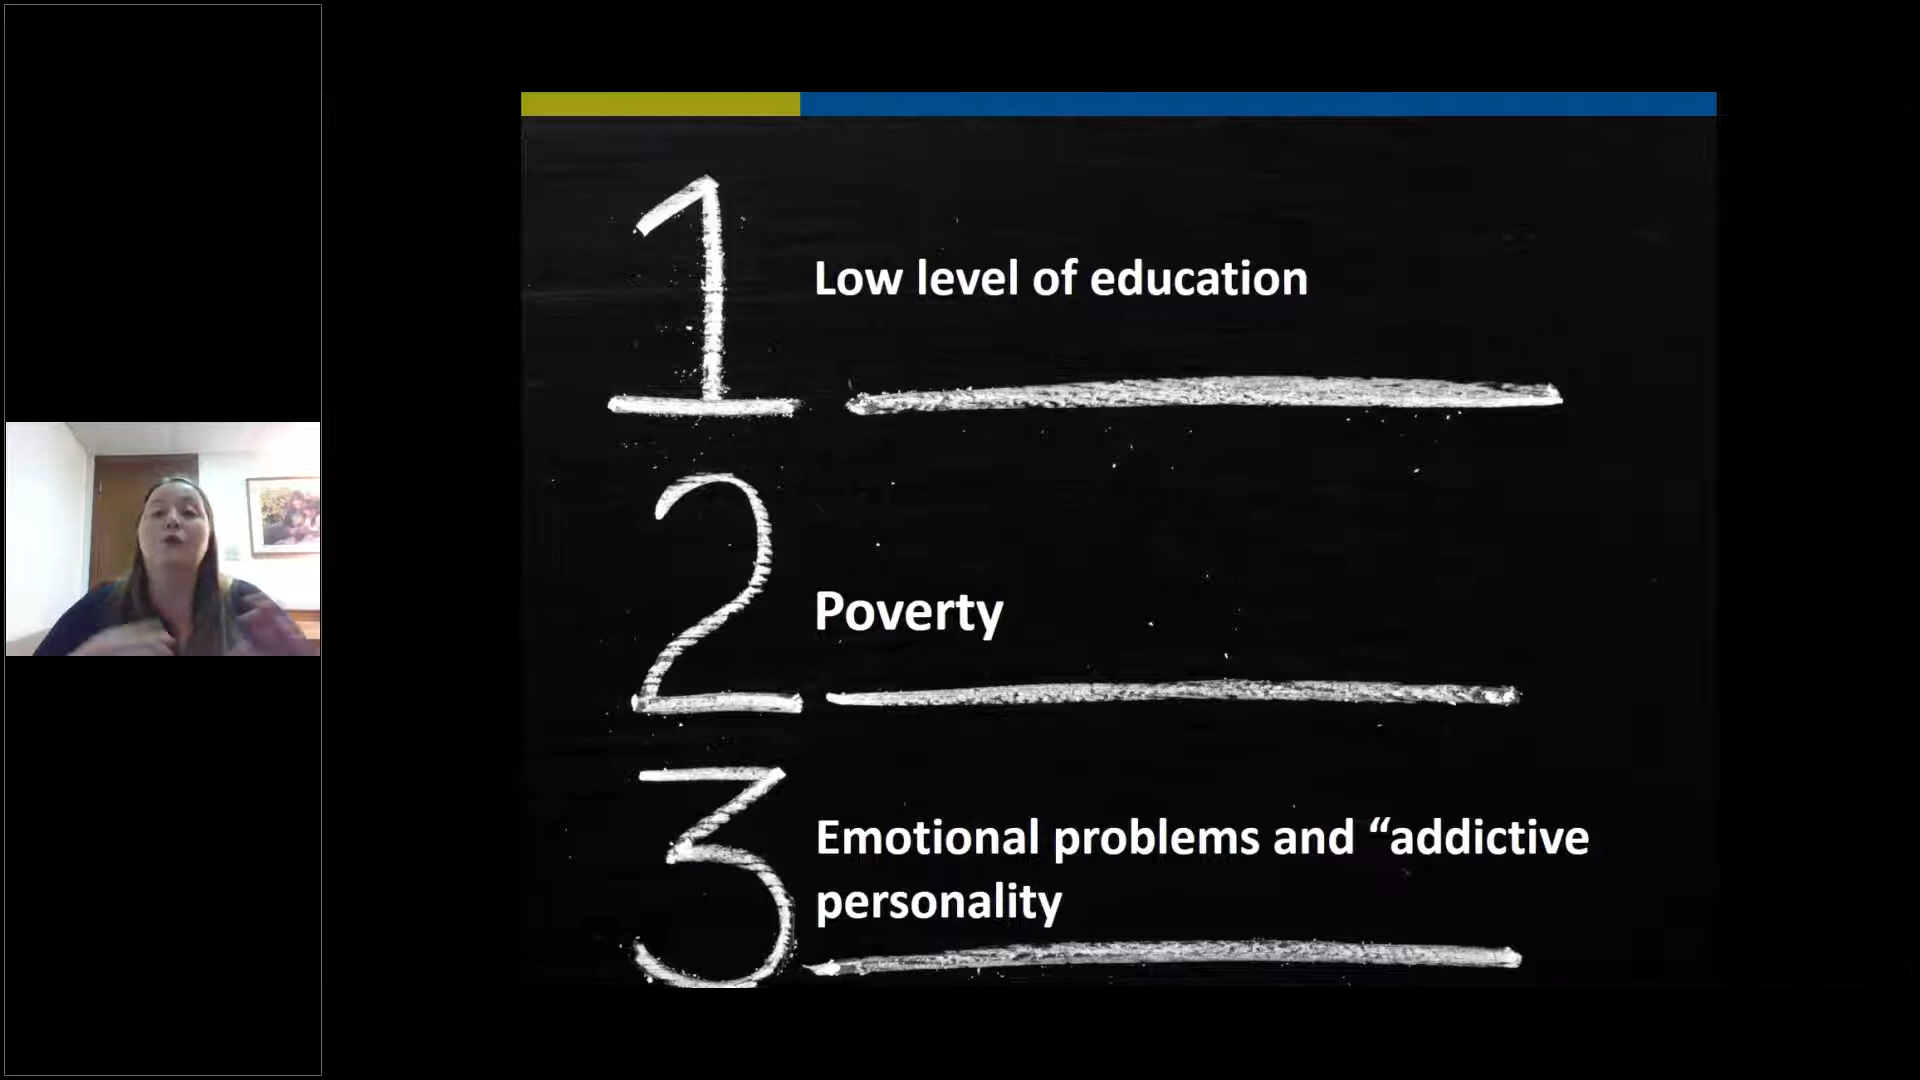 1
Low level of education
2
Poverty
3
Emotional problems and “addictive
personality